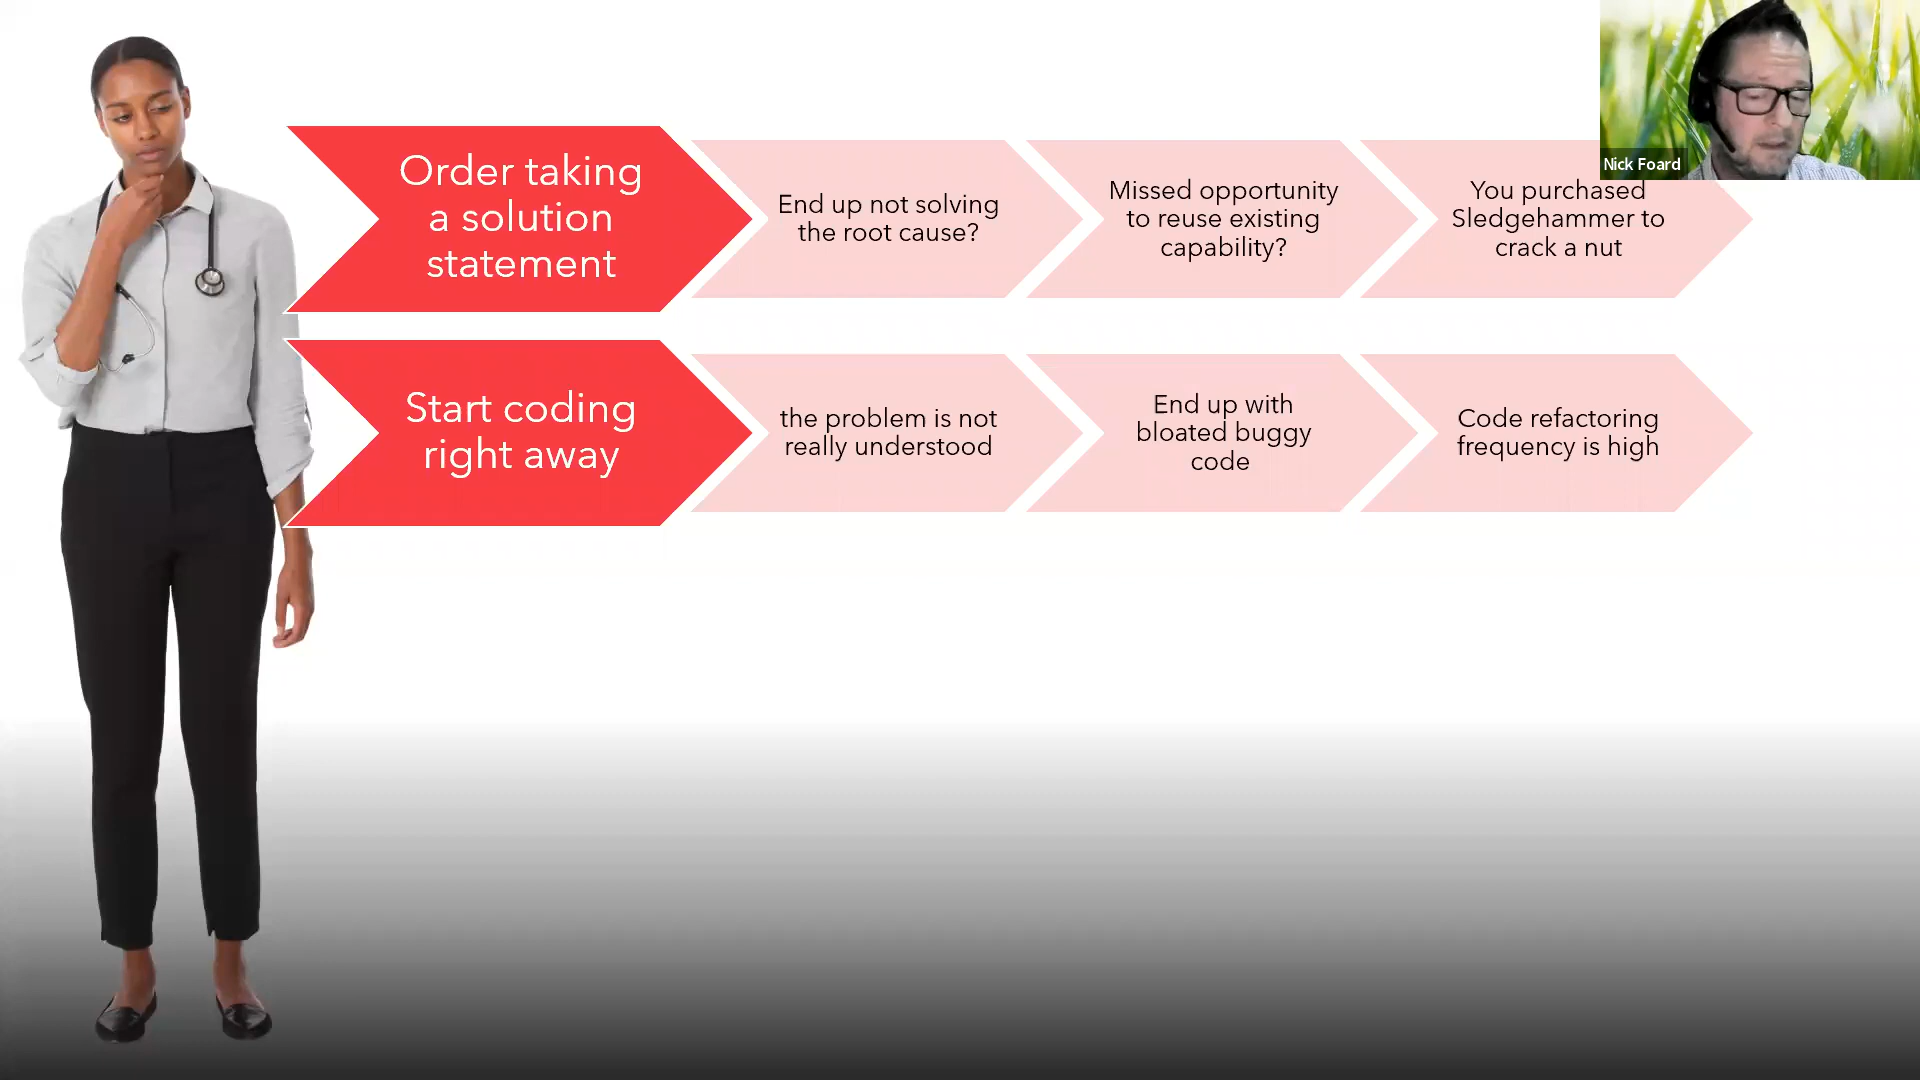 Nick Foard
Order taking
a solution
statement
End up not solving
the root cause?
Missed opportunity
to reuse existing
capability?
You purchased
Sledgehammer to
crack a nut
Start coding
right away
the problem is not
really understood
End up with
bloated buggy
code
Code refactoring
frequency is high